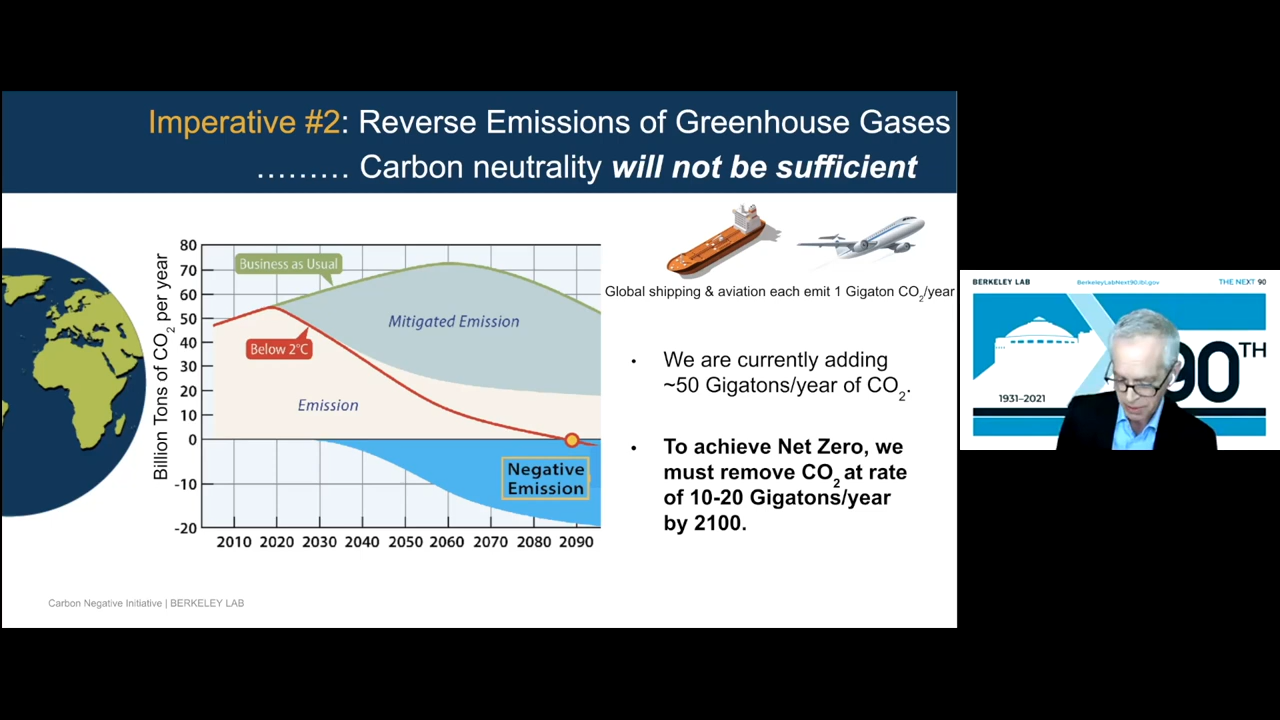 Imperative #2: Reverse Emissions of Greenhouse Gases
……… Carbon neutrality will not be sufficient
Billion Tons of CO2 per year
80
70
60
50
40
30
20
10
0
-10
-20
Business as Usual
Mitigated Emission
Below 2°C
Emission
Negative
Emission
2010 2020 2030 2040 2050 2060 2070 2080 2090
Global shipping & aviation each emit 1 Gigaton CO2/year
• We are currently adding
~50 Gigatons/year of CO2.
• To achieve Net Zero, we
must remove CO2 at rate
of 10-20 Gigatons/year
by 2100.
Carbon Negative Initiative | BERKELEY LAB
BERKELEY LAB
BerkeleyLabNext90.lbl.gov
THE NEXT 90
90TH
1931–2021